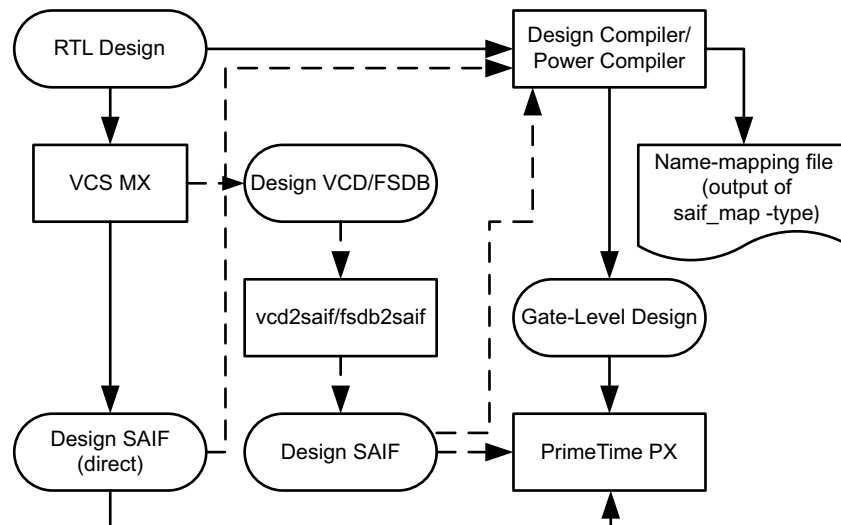 RTL Design
Design Compiler/
Power Compiler
VCS MX
Design VCD/FSDB
Name-mapping file
(output of
saif_map -type)
vcd2saif/fsdb2saif
Gate-Level Design
Design SAIF
(direct)
Design SAIF
PrimeTime PX